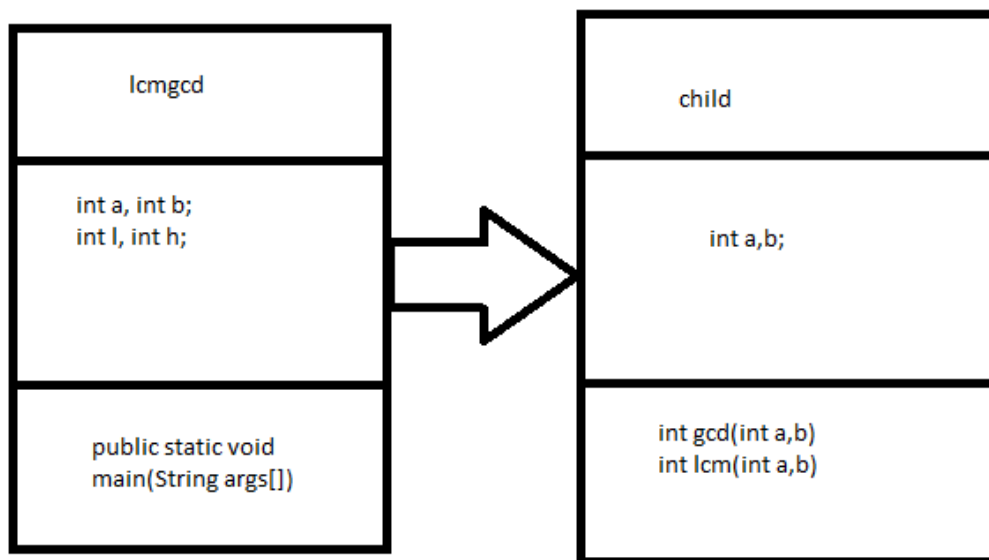 lcmgcd
int a, int b;
int l, int h;
public static void
main(String args[])
child
int a,b;
int gcd(int a,b)
int lcm(int a,b)